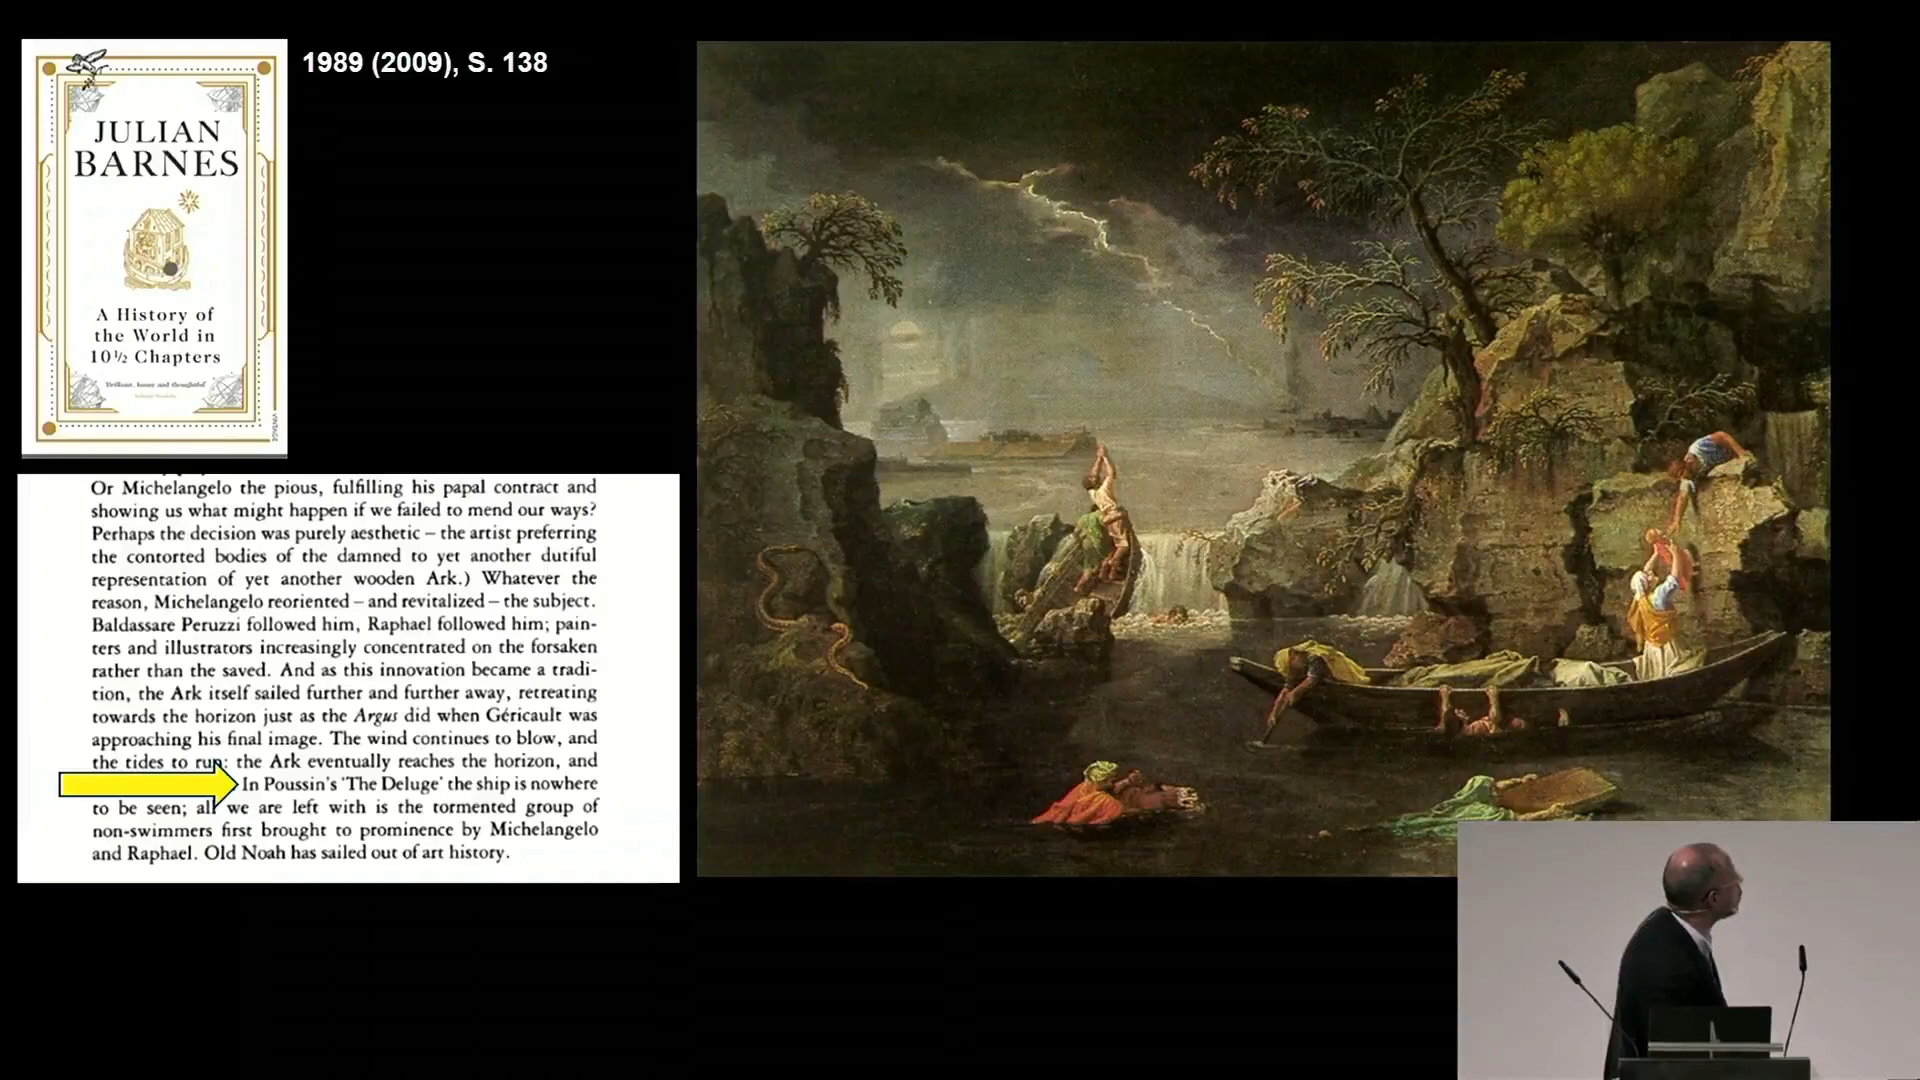 JULIAN
BARNES
A History of
the World in
10½ Chapters
'Brilliant, funny and thoughtful'
VINTAGE
1989 (2009), S. 138
Or Michelangelo the pious, fulfilling his papal contract and
showing us what might happen if we failed to mend our ways?
Perhaps the decision was purely aesthetic – the artist preferring
the contorted bodies of the damned to yet another dutiful
representation of yet another wooden Ark.) Whatever the
reason, Michelangelo reoriented – and revitalized – the subject.
Baldassare Peruzzi followed him, Raphael followed him; pain-
ters and illustrators increasingly concentrated on the forsaken
rather than the saved. And as this innovation became a tradi-
tion, the Ark itself sailed further and further away, retreating
towards the horizon just as the Argus did when Géricault was
approaching his final image. The wind continues to blow, and
the tides to run: the Ark eventually reaches the horizon, and
In Poussin's 'The Deluge' the ship is nowhere
to be seen; all we are left with is the tormented group of
non-swimmers first brought to prominence by Michelangelo
and Raphael. Old Noah has sailed out of art history.